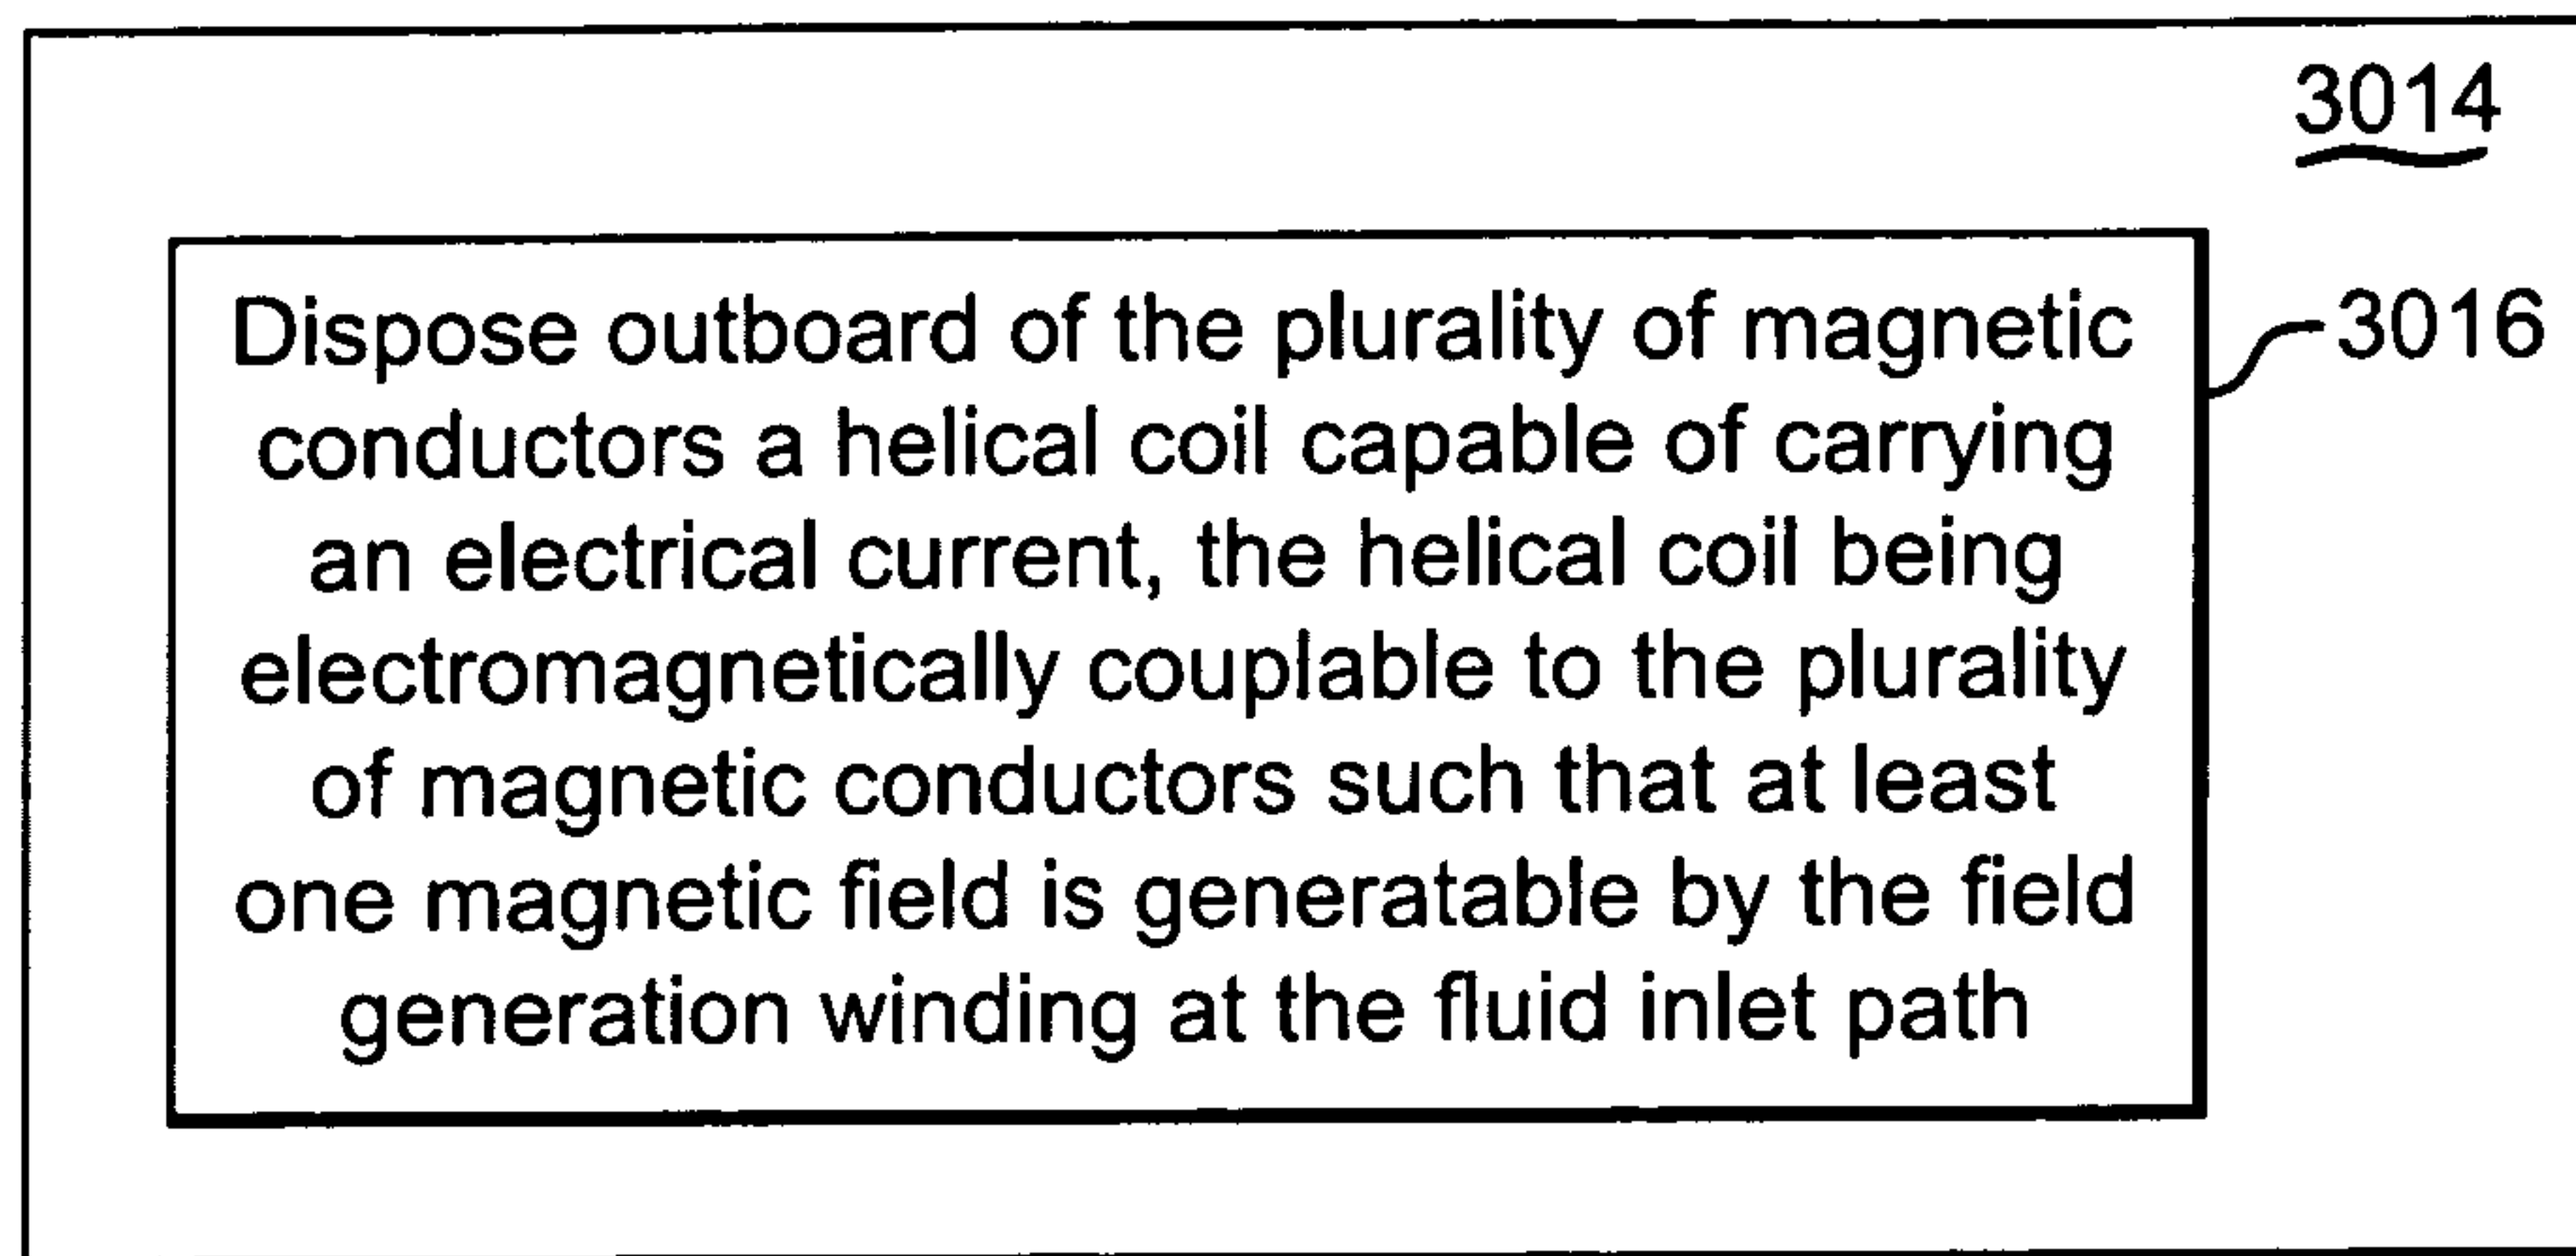 3014
Dispose outboard of the plurality of magnetic
conductors a helical coil capable of carrying
an electrical current, the helical coil being
electromagnetically couplable to the plurality
of magnetic conductors such that at least
one magnetic field is generatable by the field
generation winding at the fluid inlet path
3016